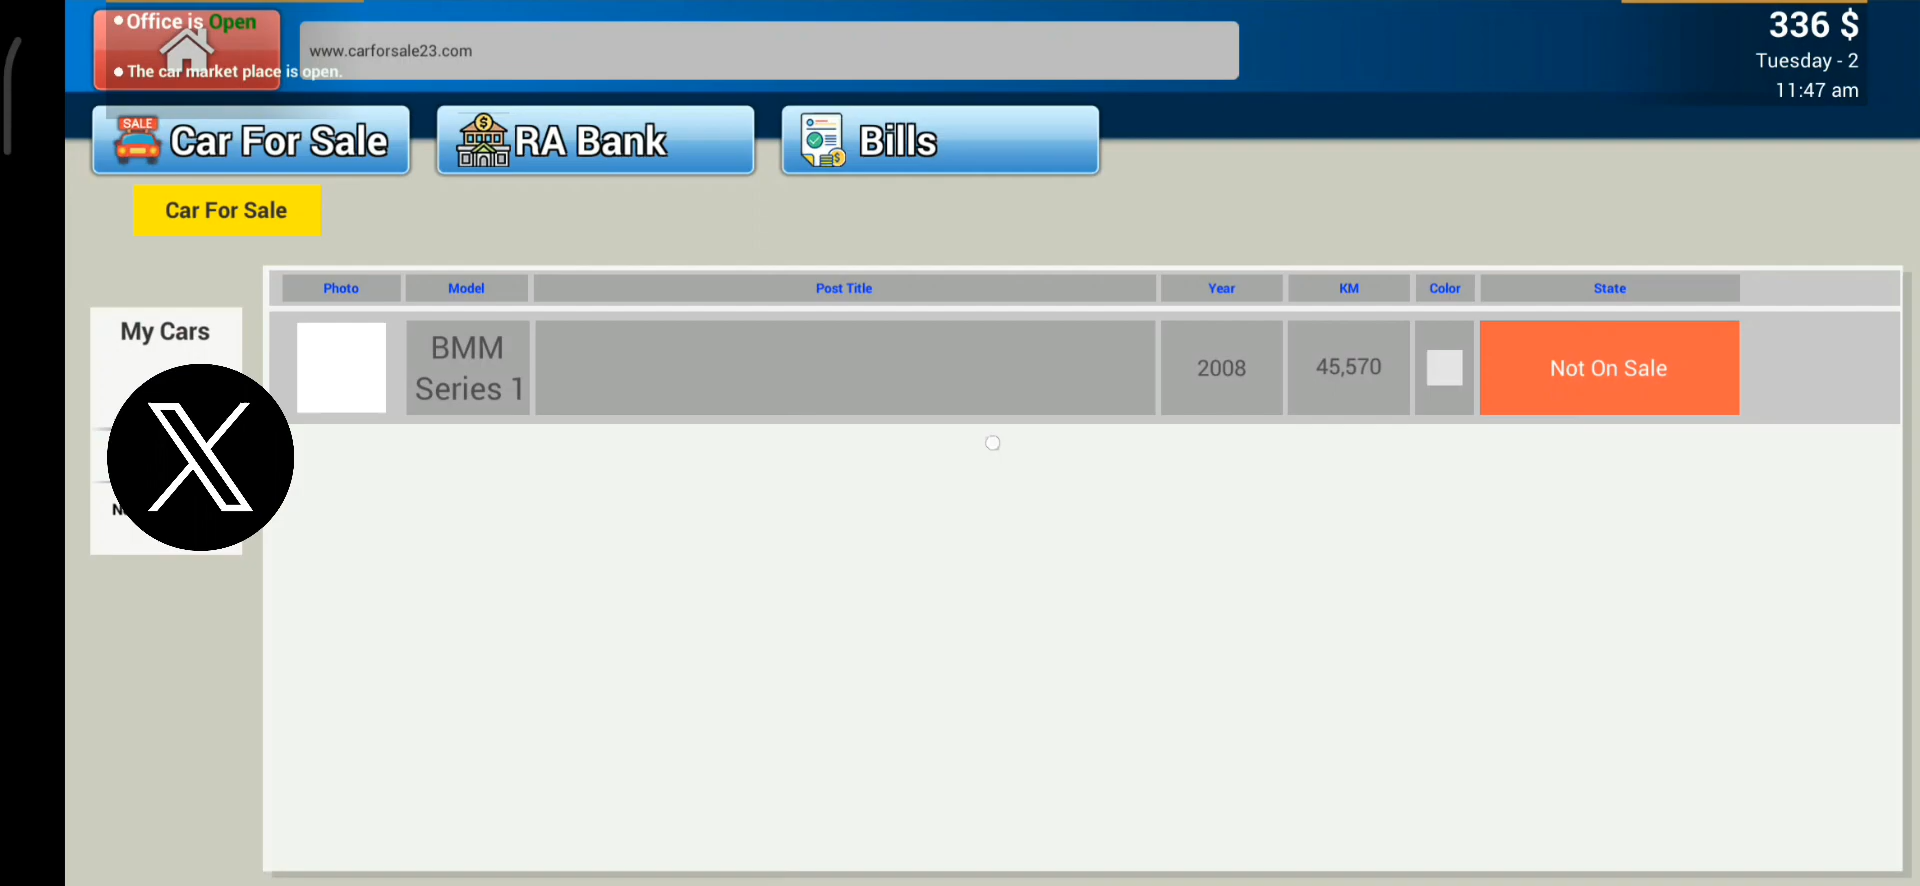 Office is Open
The car market place is open.
www.carforsale23.com
336 $
Tuesday - 2
11:47 am
SALE
Car For Sale
RA Bank
Bills
Car For Sale
My Cars
Photo
Model
Post Title
Year
KM
Color
State
BMM
Series 1
2008
45,570
Not On Sale